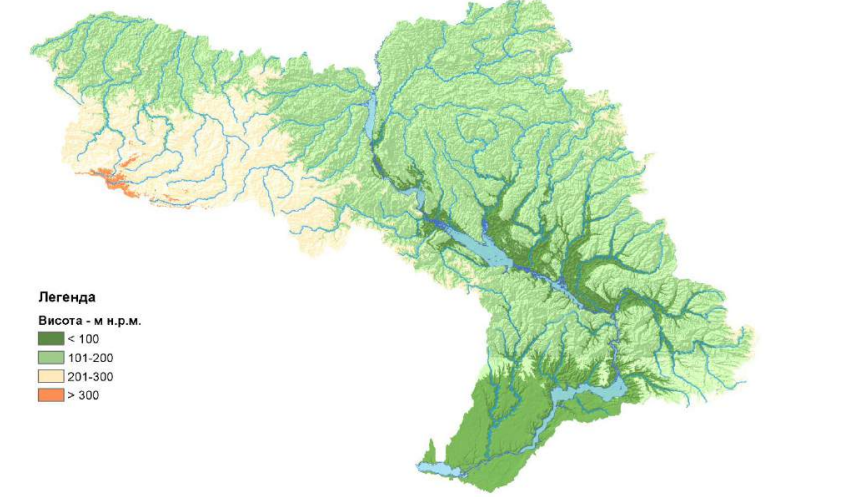 Легенда
Висота - м н.р.м.
< 100
101-200
201-300
> 300